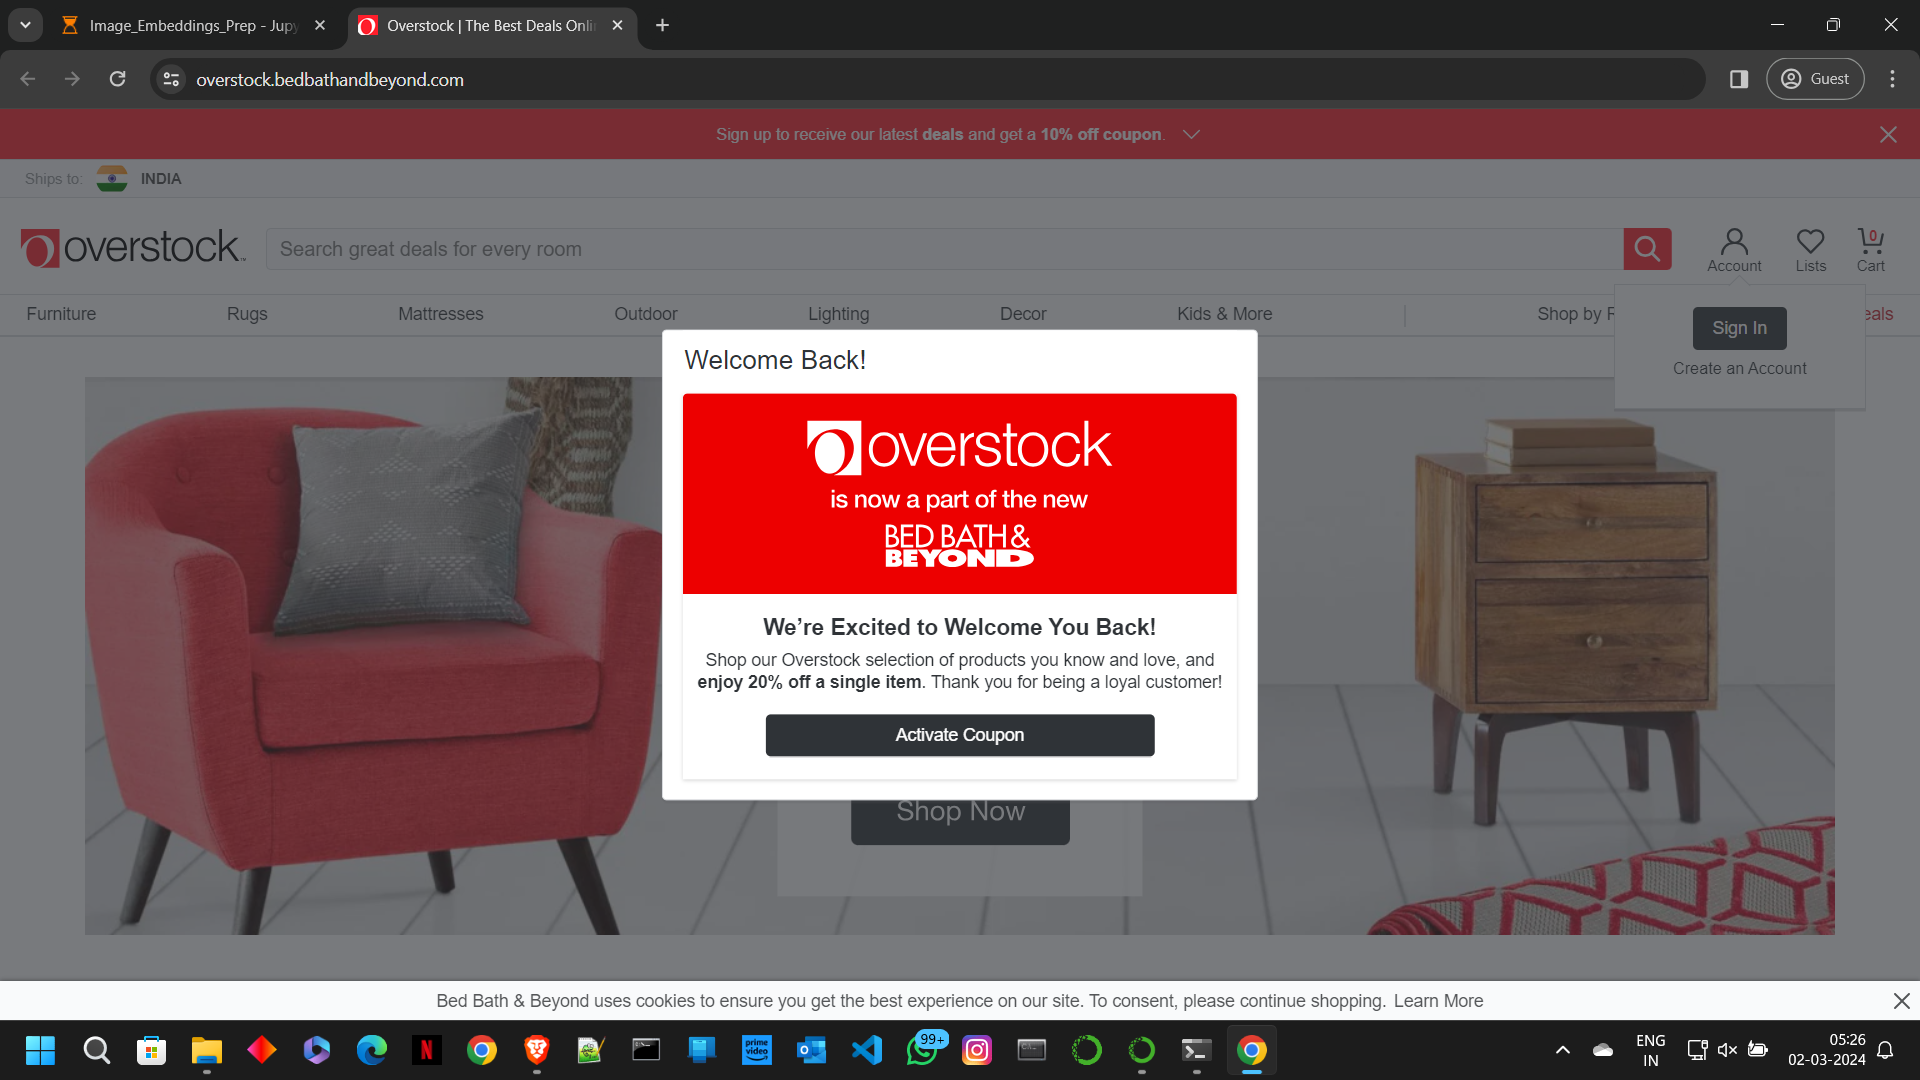 Image_Embeddings_Prep - Jupy
Overstock | The Best Deals Onli
overstock.bedbathandbeyond.com
Guest
Sign up to receive our latest deals and get a 10% off coupon.
Ships to: INDIA
overstock.
Search great deals for every room
Account
Lists
0
Cart
Furniture Rugs Mattresses Outdoor Lighting Decor Kids & More | Shop by eals
Sign In
Create an Account
Welcome Back!
overstock
is now a part of the new
BED BATH &
BEYOND
We’re Excited to Welcome You Back!
Shop our Overstock selection of products you know and love, and
enjoy 20% off a single item. Thank you for being a loyal customer!
Activate Coupon
Shop Now
Bed Bath & Beyond uses cookies to ensure you get the best experience on our site. To consent, please continue shopping. Learn More
prime
video
99+
ENG
IN
05:26
02-03-2024